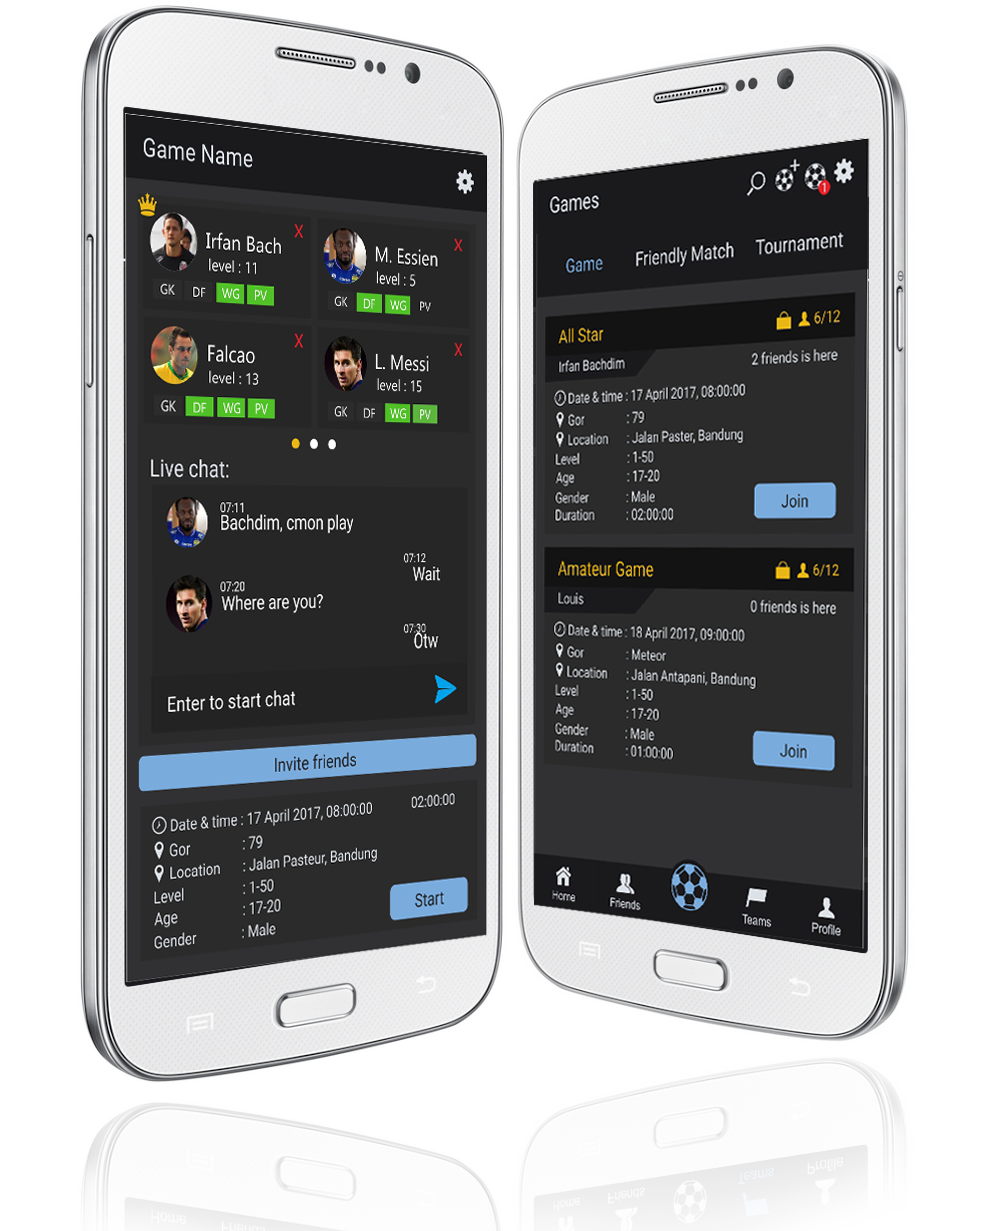 Game Name
Irfan Bach X
level : 11
GK DF WG PV
M. Essien X
level : 5
GK DF WG PV
Falcao X
level : 13
GK DF WG PV
L. Messi X
level : 15
GK DF WG PV
Live chat:
07:11
Bachdim, cmon play
07:12
Wait
07:20
Where are you?
07:30
Otw
Enter to start chat
Invite friends
Date & time : 17 April 2017, 08:00:00 02:00:00
Gor : 79
Location : Jalan Pasteur, Bandung
Level : 1-50
Age : 17-20
Gender : Male
Start
Games
1
Game Friendly Match Tournament
All Star 6/12
Irfan Bachdim 2 friends is here
Date & time : 17 April 2017, 08:00:00
Gor : 79
Location : Jalan Paster, Bandung
Level : 1-50
Age : 17-20
Gender : Male
Duration : 02:00:00
Join
Amateur Game 6/12
Louis 0 friends is here
Date & time : 18 April 2017, 09:00:00
Gor : Meteor
Location : Jalan Antapani, Bandung
Level : 1-50
Age : 17-20
Gender : Male
Duration : 01:00:00
Join
Home Friends Teams Profile